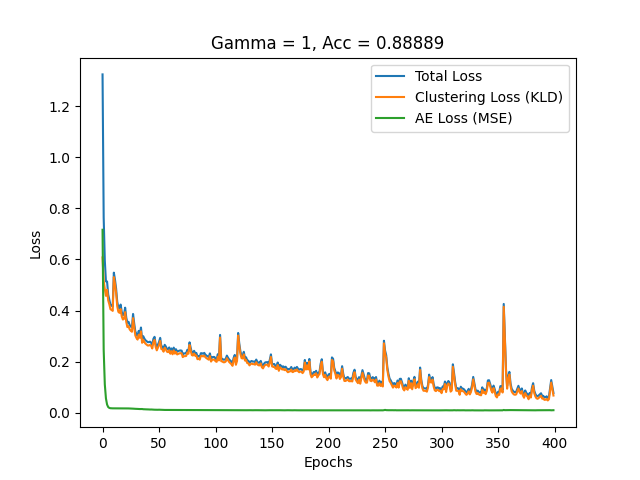 Gamma = 1, Acc = 0.88889
Total Loss
Clustering Loss (KLD)
AE Loss (MSE)
Loss
1.2
1.0
0.8
0.6
0.4
0.2
0.0
0 50 100 150 200 250 300 350 400
Epochs